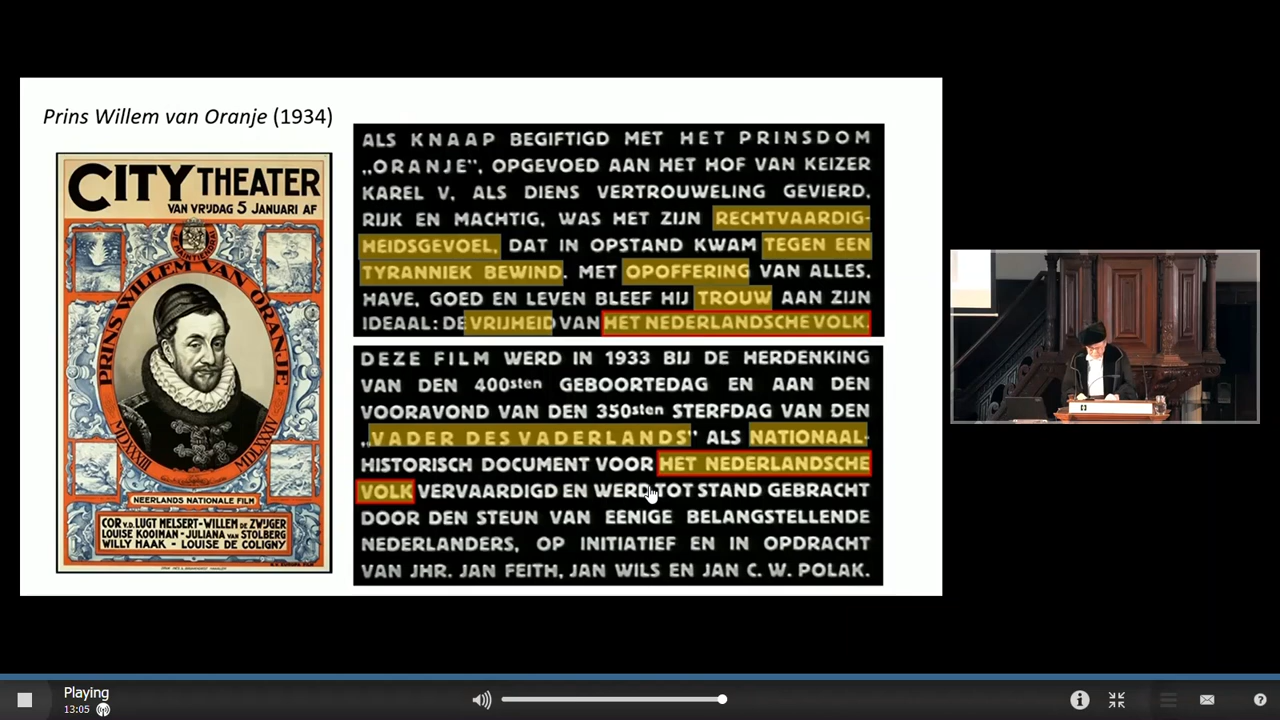 Prins Willem van Oranje (1934)
CITY THEATER
VAN VRIJDAG 5 JANUARI AF
JE MAINTIENDRAI
PRINS WILLEM VAN ORANJE
MDXXXIII MDLXXXIV
NEERLANDS NATIONALE FILM
COR v.d. LUGT MELSERT - WILLEM DE ZWIJGER
LOUISE KOOIMAN - JULIANA VAN STOLBERG
WILLY HAAK - LOUISE DE COLIGNY
ALS KNAAP BEGIFTIGD MET HET PRINSDOM
„ORANJE", OPGEVOED AAN HET HOF VAN KEIZER
KAREL V, ALS DIENS VERTROUWELING GEVIERD,
RIJK EN MACHTIG, WAS HET ZIJN RECHTVAARDIG-
HEIDSGEVOEL, DAT IN OPSTAND KWAM TEGEN EEN
TYRANNIEK BEWIND. MET OPOFFERING VAN ALLES,
HAVE, GOED EN LEVEN BLEEF HIJ TROUW AAN ZIJN
IDEAAL: DE VRIJHEID VAN HET NEDERLANDSCHE VOLK.
DEZE FILM WERD IN 1933 BIJ DE HERDENKING
VAN DEN 400sten GEBOORTEDAG EN AAN DEN
VOORAVOND VAN DEN 350sten STERFDAG VAN DEN
„VADER DES VADERLANDS" ALS NATIONAAL-
HISTORISCH DOCUMENT VOOR HET NEDERLANDSCHE
VOLK VERVAARDIGD EN WERD TOT STAND GEBRACHT
DOOR DEN STEUN VAN EENIGE BELANGSTELLENDE
NEDERLANDERS, OP INITIATIEF EN IN OPDRACHT
VAN JHR. JAN FEITH, JAN WILS EN JAN C. W. POLAK.
Playing
13:05